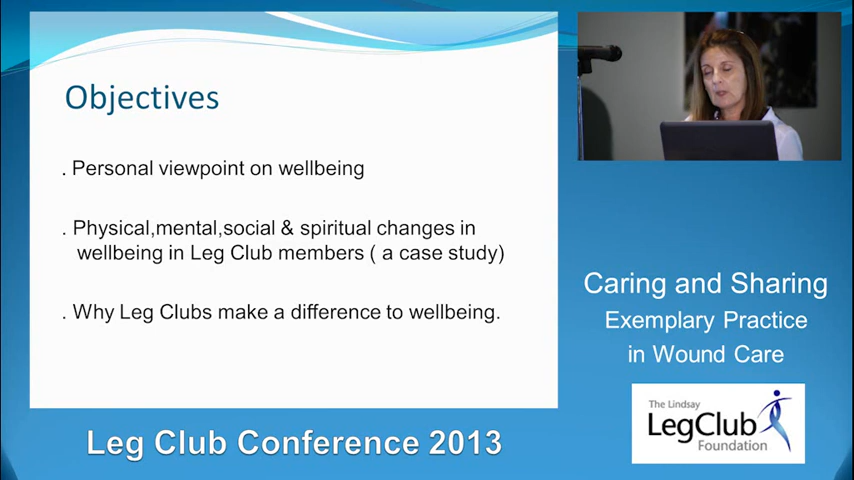 Objectives
. Personal viewpoint on wellbeing
. Physical,mental,social & spiritual changes in
wellbeing in Leg Club members ( a case study)
. Why Leg Clubs make a difference to wellbeing.
Caring and Sharing
Exemplary Practice
in Wound Care
The Lindsay
LegClub
Foundation
Leg Club Conference 2013